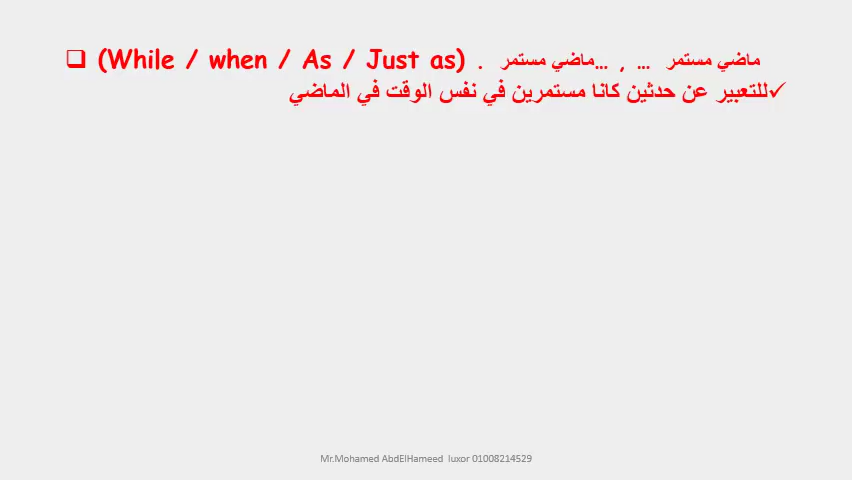 ❑ (While / when / As / Just as) ماضي مستمر ... , ...ماضي مستمر .
✓للتعبير عن حدثين كانا مستمرين في نفس الوقت في الماضي
Mr.Mohamed AbdElHameed luxor 01008214529